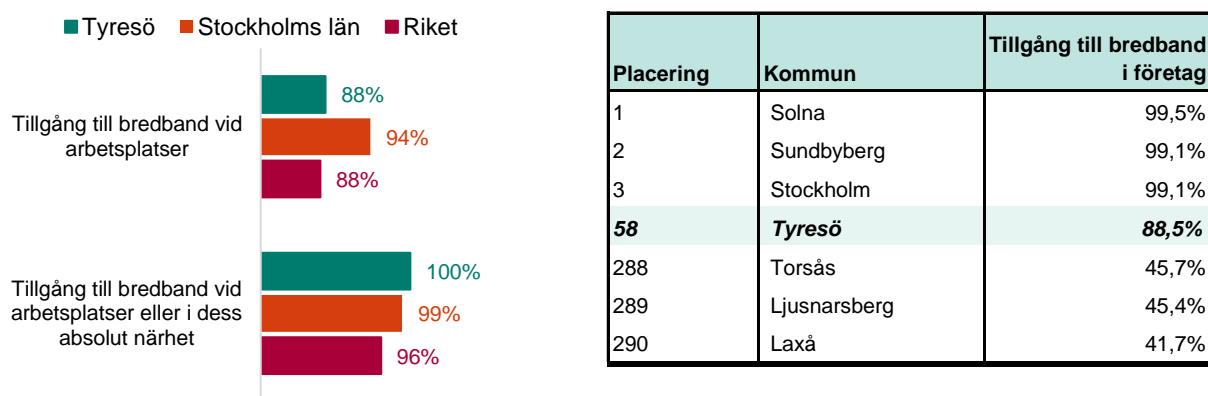 Tyresö Stockholms län Riket
Tillgång till bredband vid
arbetsplatser
88%
94%
88%
Tillgång till bredband vid
arbetsplatser eller i dess
absolut närhet
100%
99%
96%
Placering Kommun Tillgång till bredband
i företag
1 Solna 99,5%
2 Sundbyberg 99,1%
3 Stockholm 99,1%
58 Tyresö 88,5%
288 Torsås 45,7%
289 Ljusnarsberg 45,4%
290 Laxå 41,7%